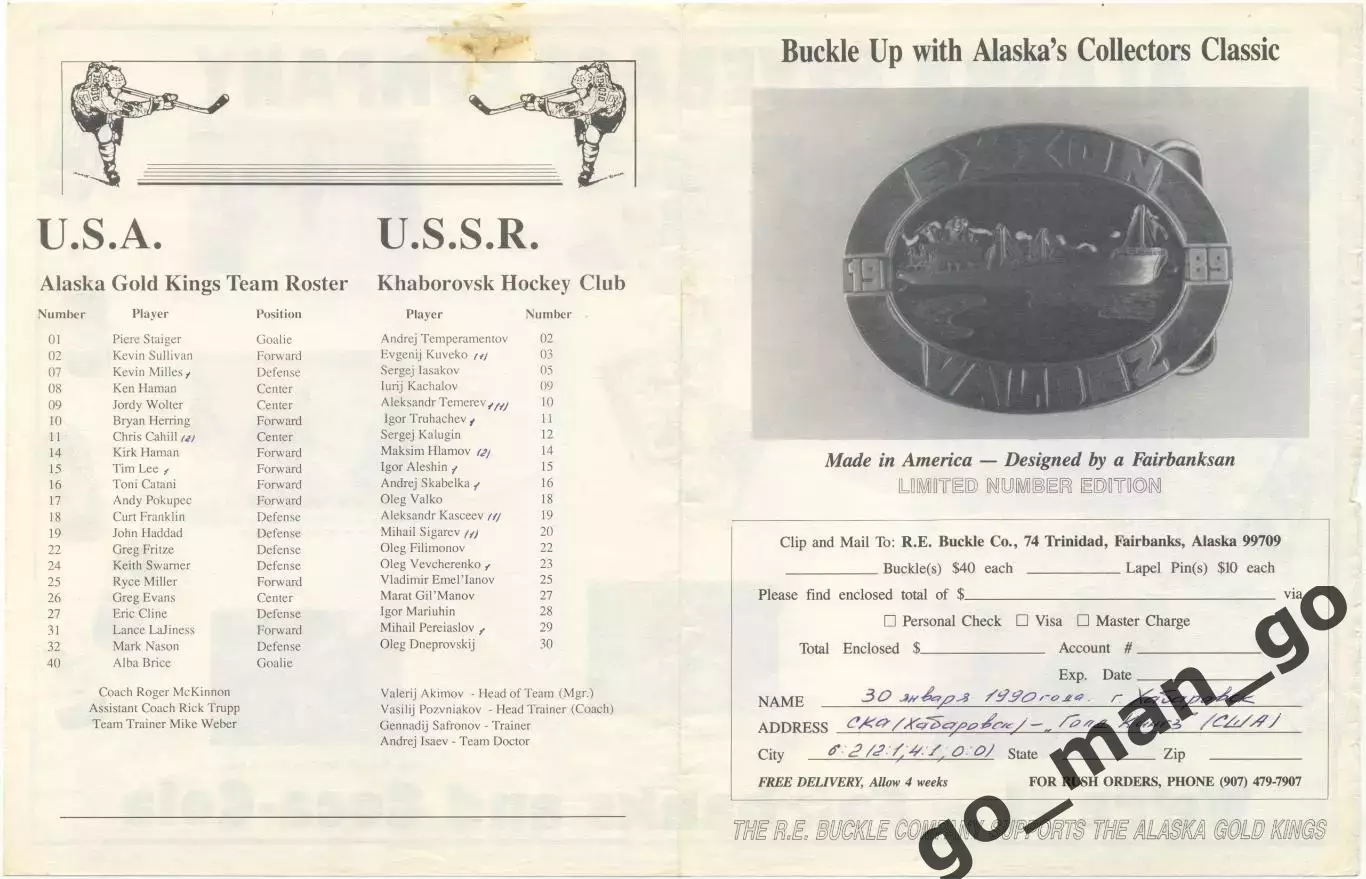 U.S.A.
Alaska Gold Kings Team Roster
Number Player Position
01 Piere Staiger Goalie
02 Kevin Sullivan Forward
07 Kevin Milles / Defense
08 Ken Haman Center
09 Jordy Wolter Center
10 Bryan Herring Forward
11 Chris Cahill (2) Center
14 Kirk Haman Forward
15 Tim Lee / Forward
16 Toni Catani Forward
17 Andy Pokupec Forward
18 Curt Franklin Defense
19 John Haddad Defense
22 Greg Fritze Defense
24 Keith Swarner Defense
25 Ryce Miller Forward
26 Greg Evans Center
27 Eric Cline Defense
31 Lance LaJiness Forward
32 Mark Nason Defense
40 Alba Brice Goalie
Coach Roger McKinnon
Assistant Coach Rick Trupp
Team Trainer Mike Weber
U.S.S.R.
Khaborovsk Hockey Club
Player Number
Andrej Temperamentov 02
Evgenij Kuveko (1) 03
Sergej Iasakov 05
Iurij Kachalov 09
Aleksandr Temerev 1(1) 10
Igor Truhachev / 11
Sergej Kalugin 12
Maksim Hlamov (2) 14
Igor Aleshin / 15
Andrej Skabelka / 16
Oleg Valko 18
Aleksandr Kasceev (1) 19
Mihail Sigarev (1) 20
Oleg Filimonov 22
Oleg Vevcherenko / 23
Vladimir Emel'Ianov 25
Marat Gil'Manov 27
Igor Mariuhin 28
Mihail Pereiaslov / 29
Oleg Dneprovskij 30
Valerij Akimov - Head of Team (Mgr.)
Vasilij Pozvniakov - Head Trainer (Coach)
Gennadij Safronov - Trainer
Andrej Isaev - Team Doctor
Buckle Up with Alaska's Collectors Classic
EXXON
19 89
VALDEZ
Made in America — Designed by a Fairbanksan
LIMITED NUMBER EDITION
Clip and Mail To: R.E. Buckle Co., 74 Trinidad, Fairbanks, Alaska 99709
Buckle(s) $40 each Lapel Pin(s) $10 each
Please find enclosed total of $ via
☐ Personal Check ☐ Visa ☐ Master Charge
Total Enclosed $ Account #
Exp. Date
NAME 30 января 1990 года. г. Хабаровск
ADDRESS СКА (Хабаровск) - „Голд Кингз (США)
City 6:2 (2:1, 4:1, 0:0) State Zip
FREE DELIVERY, Allow 4 weeks FOR RUSH ORDERS, PHONE (907) 479-7907
THE R.E. BUCKLE COMPANY SUPPORTS THE ALASKA GOLD KINGS
go_man_go